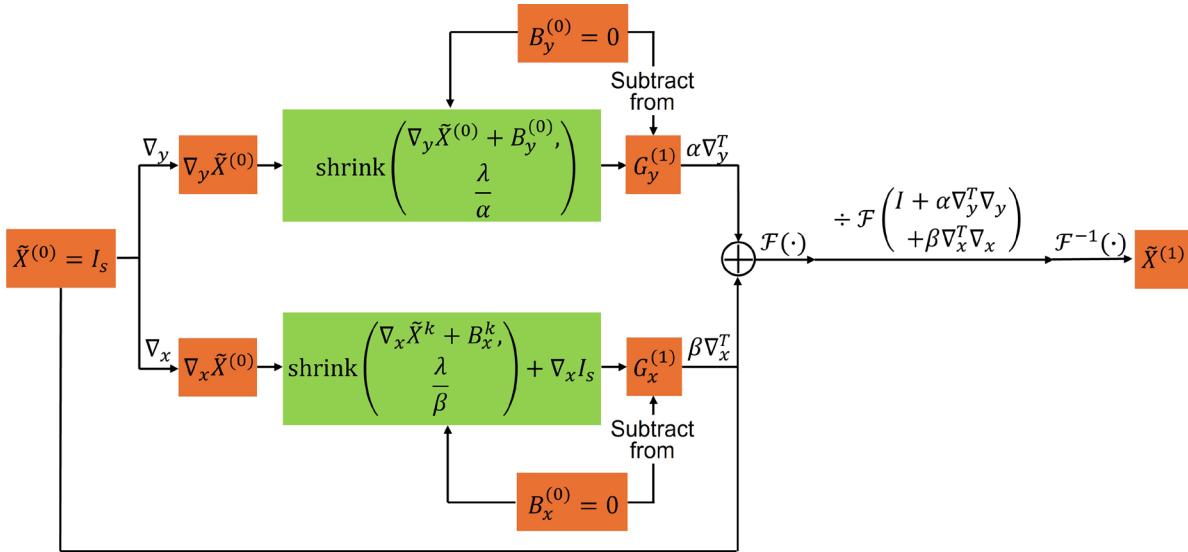 B_y^{(0)} = 0
Subtract
from
∇_y
∇_y X̃^{(0)}
shrink(∇_y X̃^{(0)} + B_y^{(0)}, λ/α)
G_y^{(1)}
α∇_y^T
X̃^{(0)} = I_s
ℱ(·)
÷ ℱ(I + α∇_y^T ∇_y + β∇_x^T ∇_x)
ℱ^{-1}(·)
X̃^{(1)}
∇_x
∇_x X̃^{(0)}
shrink(∇_x X̃^k + B_x^k, λ/β) + ∇_x I_s
G_x^{(1)}
β∇_x^T
Subtract
from
B_x^{(0)} = 0